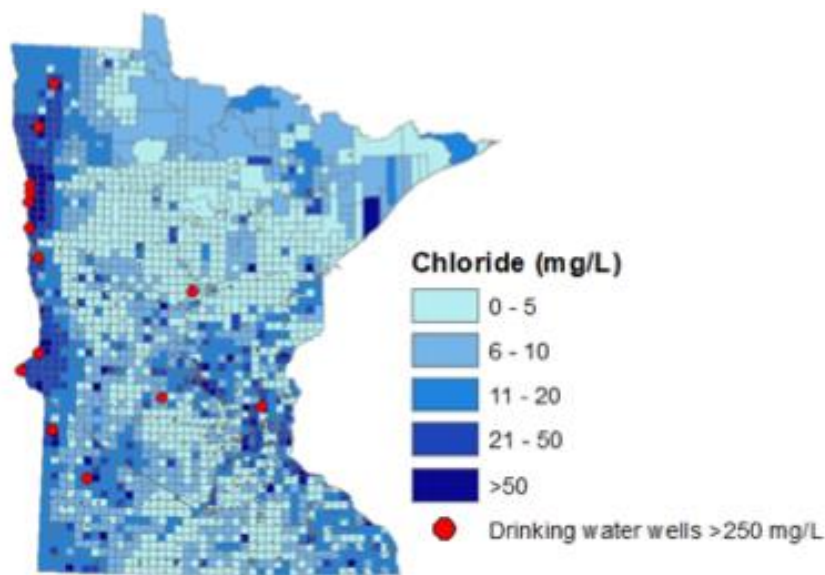 Chloride (mg/L)
0 - 5
6 - 10
11 - 20
21 - 50
>50
Drinking water wells >250 mg/L